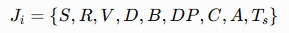 J_i = {S, R, V, D, B, DP, C, A, T_s}